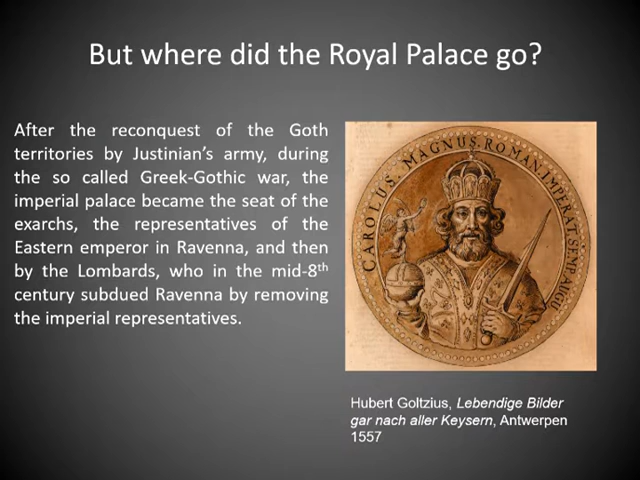 But where did the Royal Palace go?
After the reconquest of the Goth
territories by Justinian's army, during
the so called Greek-Gothic war, the
imperial palace became the seat of the
exarchs, the representatives of the
Eastern emperor in Ravenna, and then
by the Lombards, who in the mid-8th
century subdued Ravenna by removing
the imperial representatives.
CAROLUS. MAGNUS. ROMAN. IMPERAT. SEMP. AUGU
Hubert Goltzius, Lebendige Bilder
gar nach aller Keysern, Antwerpen
1557